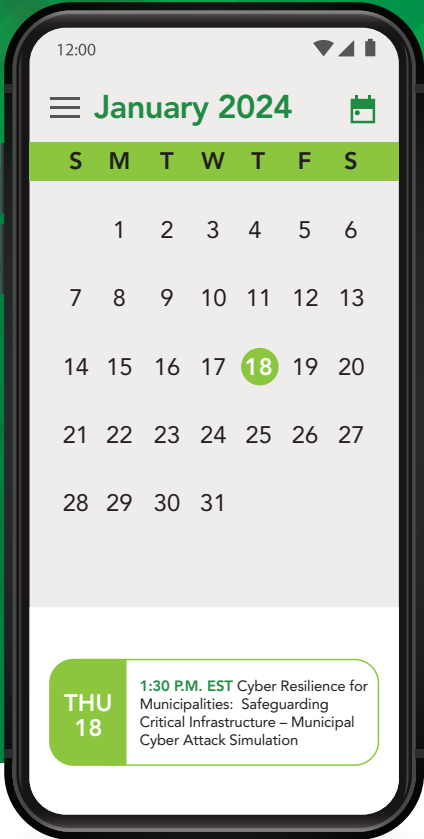 12:00
January 2024
S M T W T F S
1 2 3 4 5 6
7 8 9 10 11 12 13
14 15 16 17 18 19 20
21 22 23 24 25 26 27
28 29 30 31
THU
18
1:30 P.M. EST Cyber Resilience for
Municipalities: Safeguarding
Critical Infrastructure – Municipal
Cyber Attack Simulation